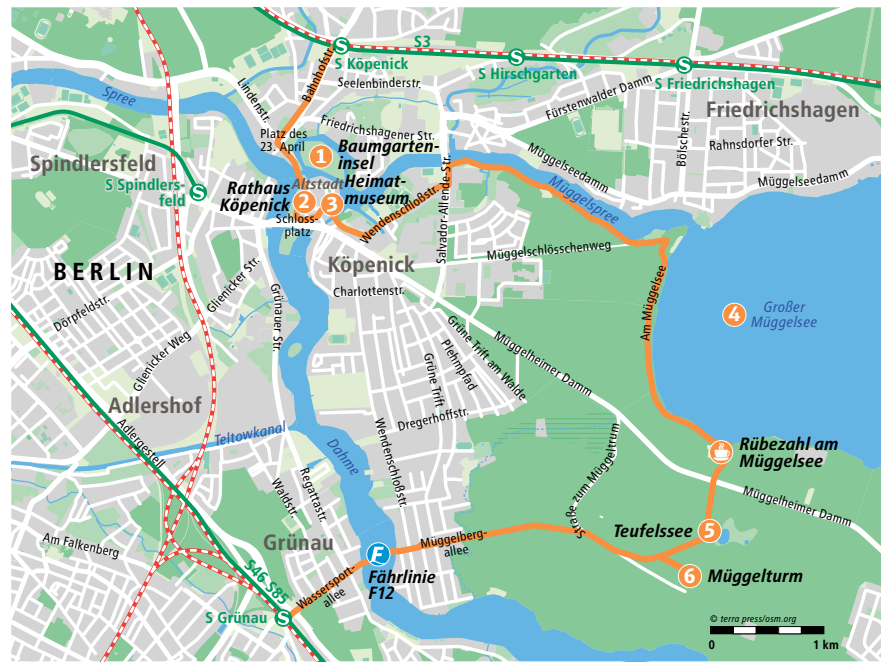 S3
S Köpenick
S Hirschgarten
S Friedrichshagen
Bahnhofstr.
Seelenbinderstr.
Fürstenwalder Damm
Friedrichshagen
Spree
Lindenstr.
Platz des
23. April
Friedrichshagener Str.
Bölschestr.
Rahnsdorfer Str.
1
Baumgarten-
insel
Spindlersfeld
S Spindlers-
feld
Altstadt
Rathaus
Köpenick
2
3
Heimat-
museum
Schloss-
platz
Wendenschloßstr.
Salvador-Allende-Str.
Müggelseedamm
Müggelseedamm
Müggelspree
BERLIN
Köpenick
Müggelschlösschenweg
Charlottenstr.
Glienicker Str.
Dörpfeldstr.
Grünauer Str.
Am Müggelsee
4
Großer
Müggelsee
Glienicker Weg
Grüne Trift am Walde
Müggelheimer Damm
Plehmpfad
Grüne Trift
Dregerhoffstr.
Adlershof
Adlergestell
Teltowkanal
Dahme
Wendenschloßstr.
Straße zum Müggeltrum
Rübezahl am
Müggelsee
Müggelheimer Damm
Regattastr.
Waldstr.
Am Falkenberg
Grünau
Müggelberg-
allee
Teufelssee
5
F
Fährlinie
F12
6
Müggelturm
S46 S85
Wassersport-
allee
S Grünau
© terra press/osm.org
0
1 km